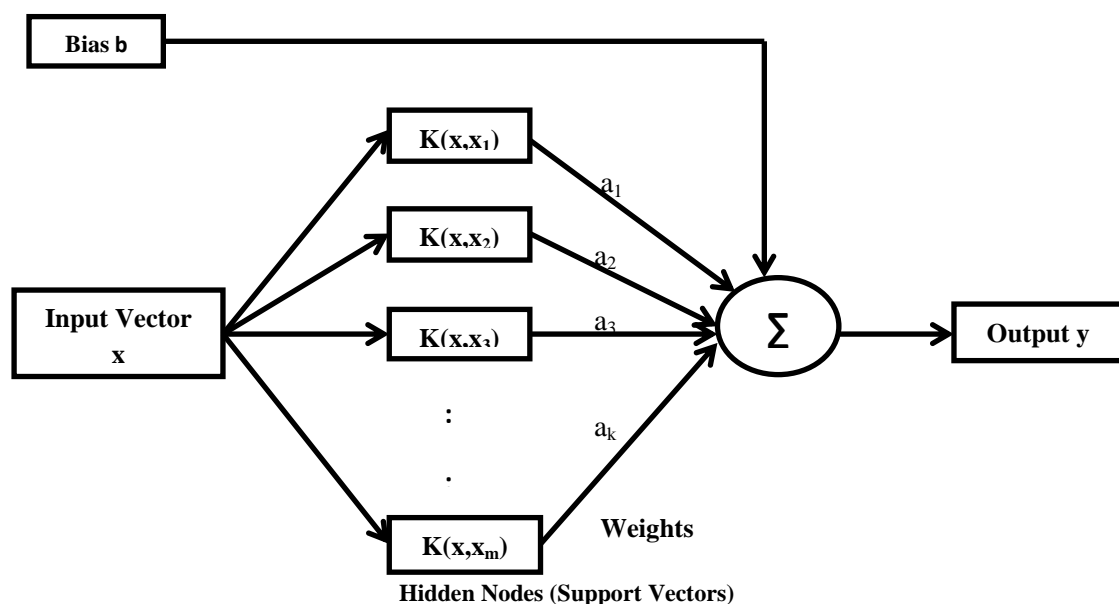 Bias b
K(x,x₁)
a₁
K(x,x₂)
a₂
Input Vector
x
K(x,x₃)
a₃
Σ
Output y
:
aₖ
.
Weights
K(x,xₘ)
Hidden Nodes (Support Vectors)